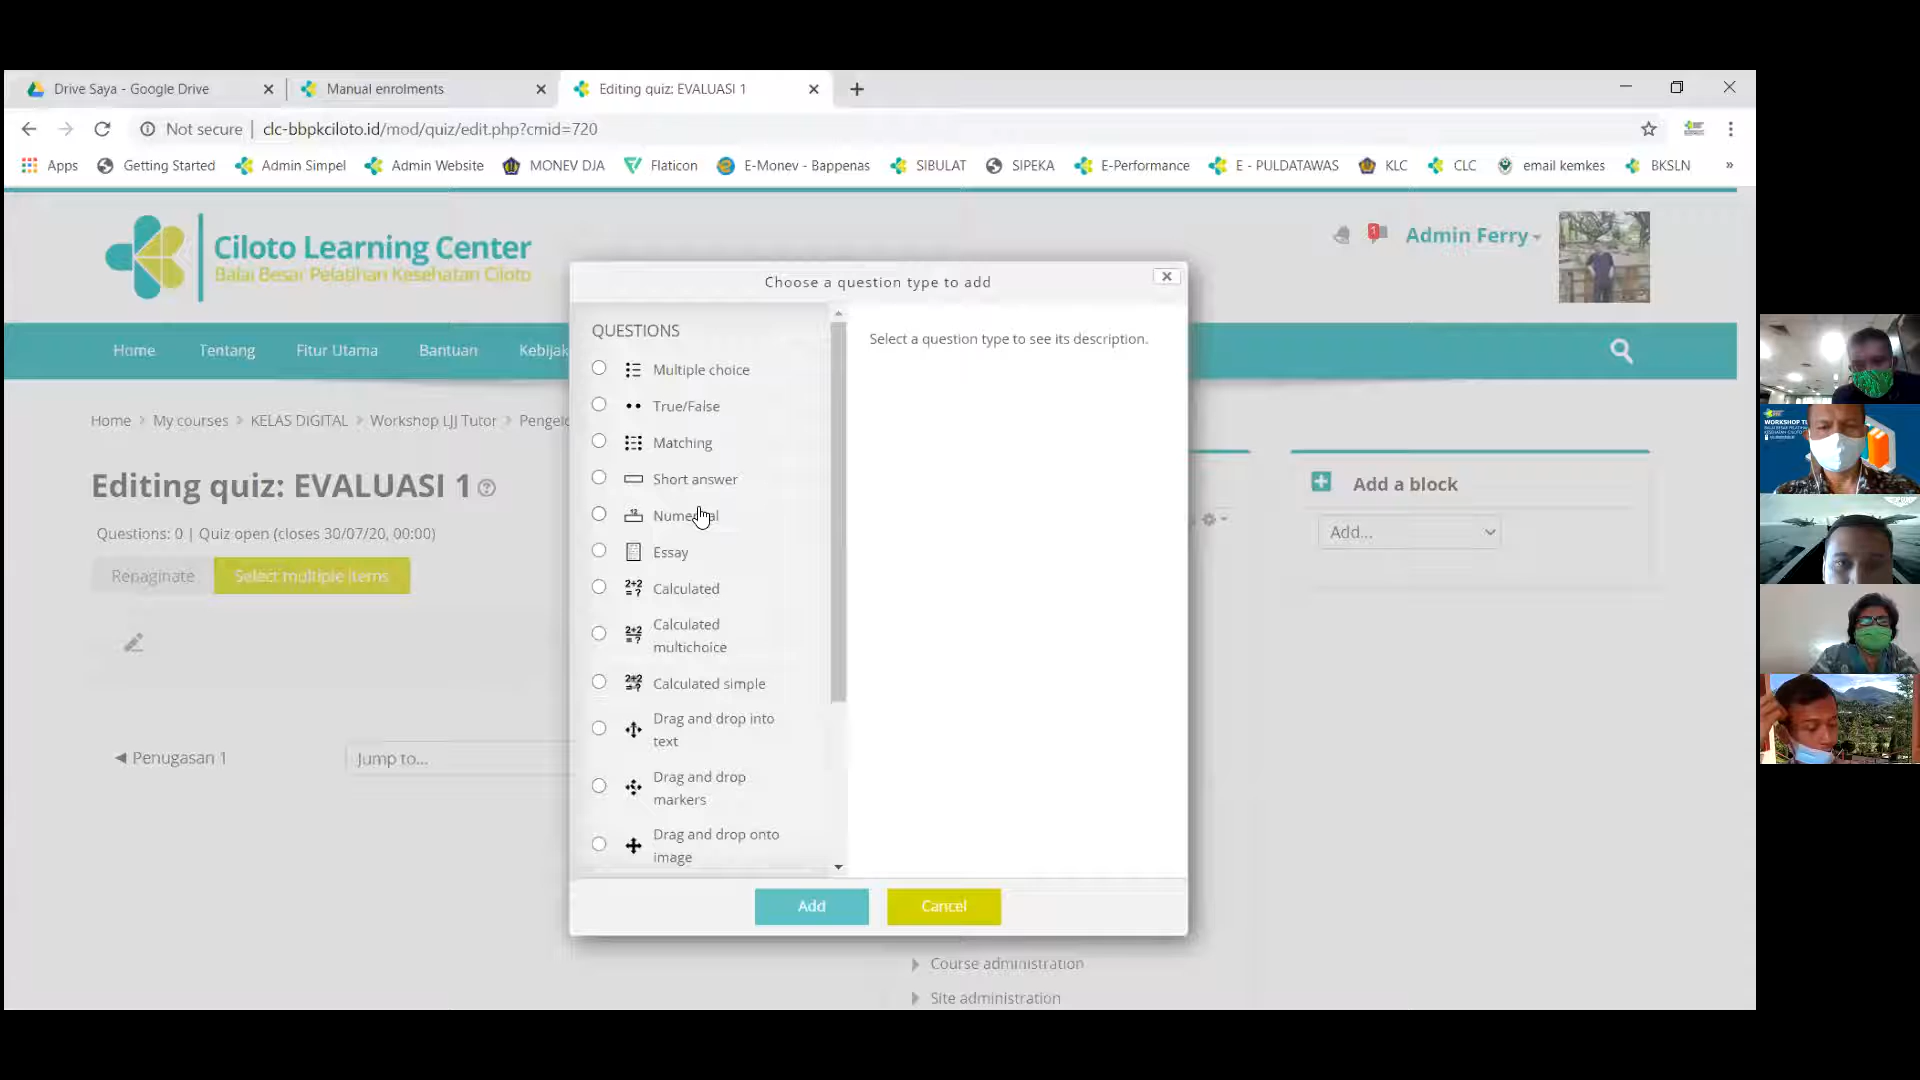 Drive Saya - Google Drive
Manual enrolments
Editing quiz: EVALUASI 1
Not secure | clc-bbpkciloto.id/mod/quiz/edit.php?cmid=720
Apps Getting Started Admin Simpel Admin Website MONEV DJA Flaticon E-Monev - Bappenas SIBULAT SIPEKA E-Performance E - PULDATAWAS KLC CLC email kemkes BKSLN »
Ciloto Learning Center
Balai Besar Pelatihan Kesehatan Ciloto
1
Admin Ferry
Home Tentang Fitur Utama Bantuan Kebijak
Home My courses KELAS DIGITAL Workshop LJJ Tutor Pengelo
Editing quiz: EVALUASI 1
Questions: 0 | Quiz open (closes 30/07/20, 00:00)
Repaginate
Select multiple items
Penugasan 1
Jump to...
Choose a question type to add
QUESTIONS
Multiple choice
True/False
Matching
Short answer
Essay
Calculated
Calculated
multichoice
Calculated simple
Drag and drop into
text
Drag and drop
markers
Drag and drop onto
image
Select a question type to see its description.
Add
Cancel
Add a block
Add...
Course administration
Site administration